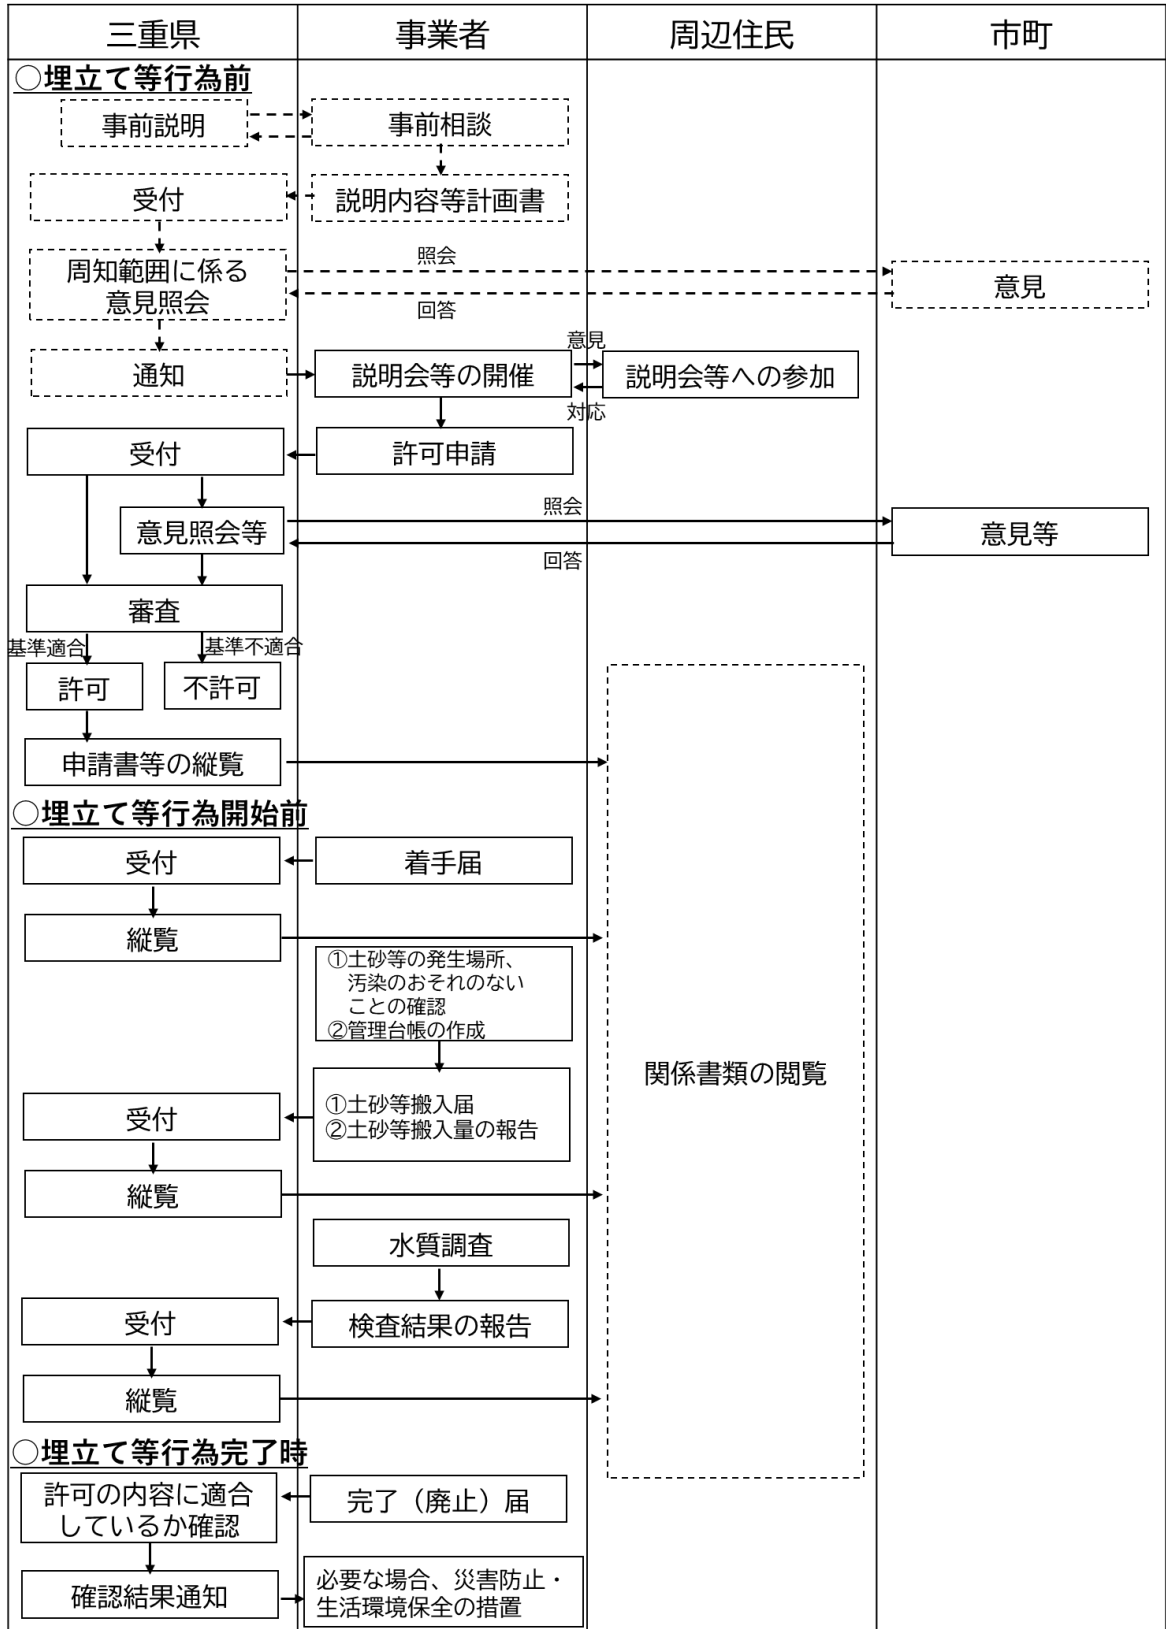 三重県
事業者
周辺住民
市町
○埋立て等行為前
事前説明
事前相談
受付
説明内容等計画書
周知範囲に係る
意見照会
照会
回答
意見
通知
説明会等の開催
意見
対応
説明会等への参加
受付
許可申請
意見照会等
照会
回答
意見等
審査
基準適合
基準不適合
許可
不許可
申請書等の縦覧
関係書類の閲覧
○埋立て等行為開始前
受付
着手届
縦覧
①土砂等の発生場所、
汚染のおそれのない
ことの確認
②管理台帳の作成
受付
①土砂等搬入届
②土砂等搬入量の報告
縦覧
水質調査
受付
検査結果の報告
縦覧
○埋立て等行為完了時
許可の内容に適合
しているか確認
完了（廃止）届
確認結果通知
必要な場合、災害防止・
生活環境保全の措置